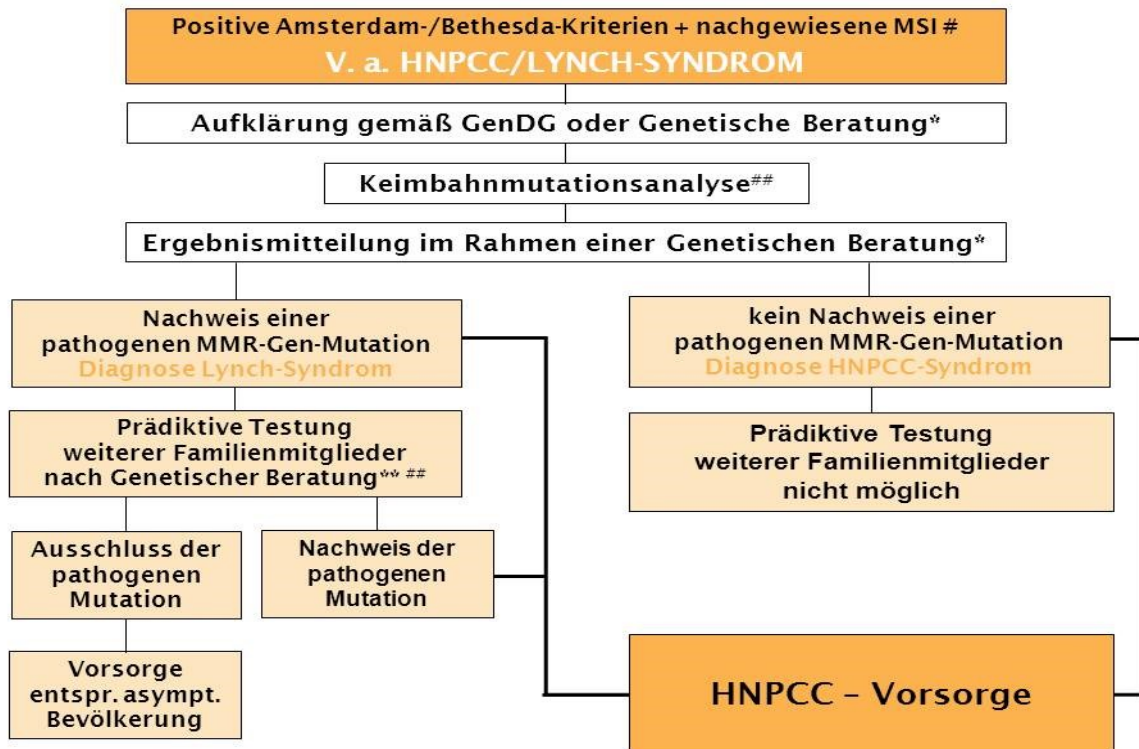 Positive Amsterdam-/Bethesda-Kriterien + nachgewiesene MSI #
V. a. HNPCC/LYNCH-SYNDROM
Aufklärung gemäß GenDG oder Genetische Beratung*
Keimbahnmutationsanalyse##
Ergebnismitteilung im Rahmen einer Genetischen Beratung*
Nachweis einer
pathogenen MMR-Gen-Mutation
Diagnose Lynch-Syndrom
kein Nachweis einer
pathogenen MMR-Gen-Mutation
Diagnose HNPCC-Syndrom
Prädiktive Testung
weiterer Familienmitglieder
nach Genetischer Beratung** ##
Prädiktive Testung
weiterer Familienmitglieder
nicht möglich
Ausschluss der
pathogenen
Mutation
Nachweis der
pathogenen
Mutation
Vorsorge
entspr. asympt.
Bevölkerung
HNPCC – Vorsorge